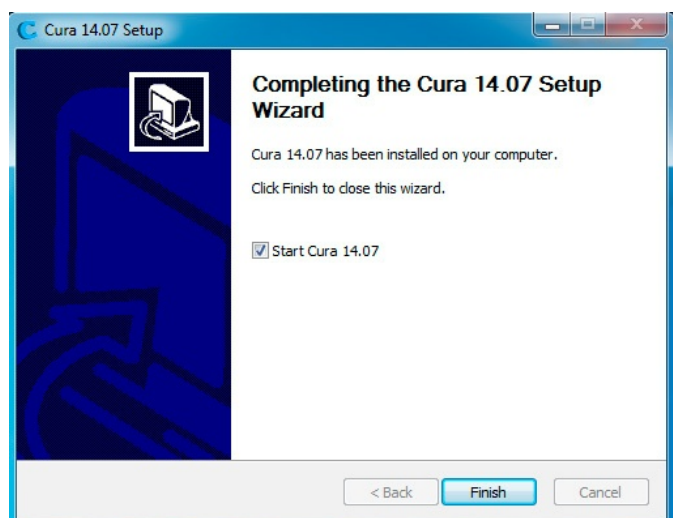 Cura 14.07 Setup
Completing the Cura 14.07 Setup
Wizard
Cura 14.07 has been installed on your computer.
Click Finish to close this wizard.
Start Cura 14.07
< Back
Finish
Cancel